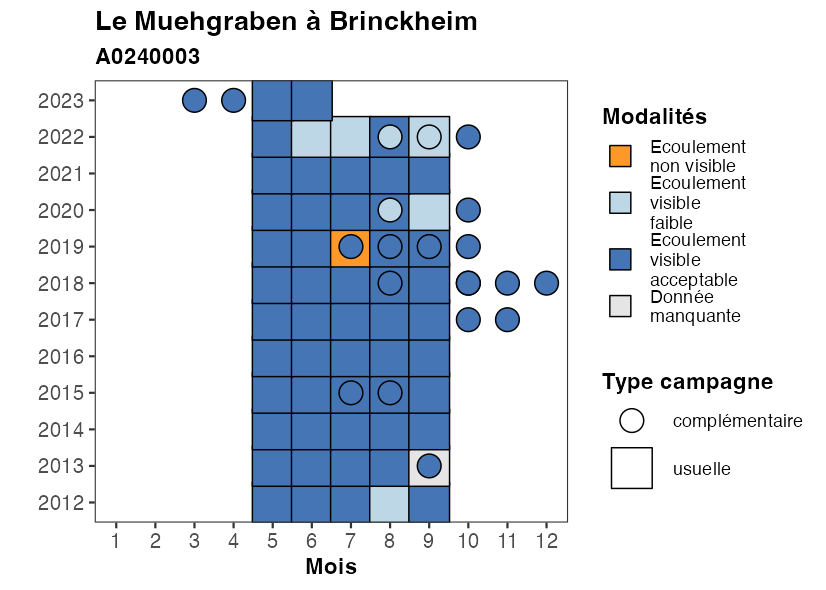 Le Muehgraben à Brinckheim
A0240003
2023
2022
2021
2020
2019
2018
2017
2016
2015
2014
2013
2012
1 2 3 4 5 6 7 8 9 10 11 12
Mois
Modalités
Ecoulement
non visible
Ecoulement
visible
faible
Ecoulement
visible
acceptable
Donnée
manquante
Type campagne
complémentaire
usuelle